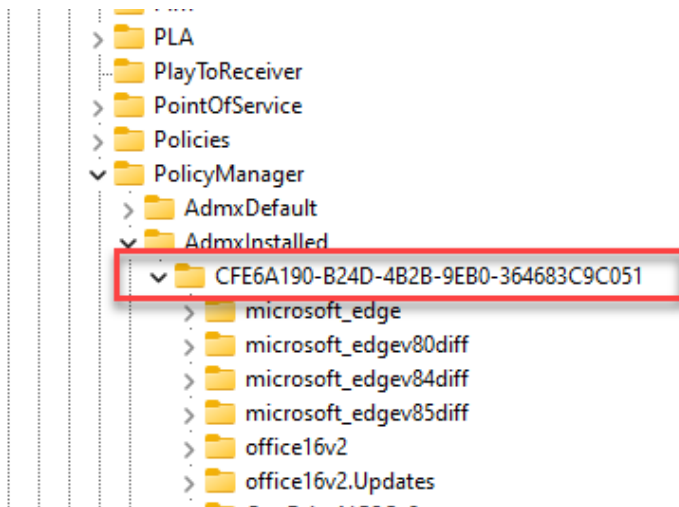 PLA
PlayToReceiver
PointOfService
Policies
PolicyManager
AdmxDefault
AdmxInstalled
CFE6A190-B24D-4B2B-9EB0-364683C9C051
microsoft_edge
microsoft_edgev80diff
microsoft_edgev84diff
microsoft_edgev85diff
office16v2
office16v2.Updates